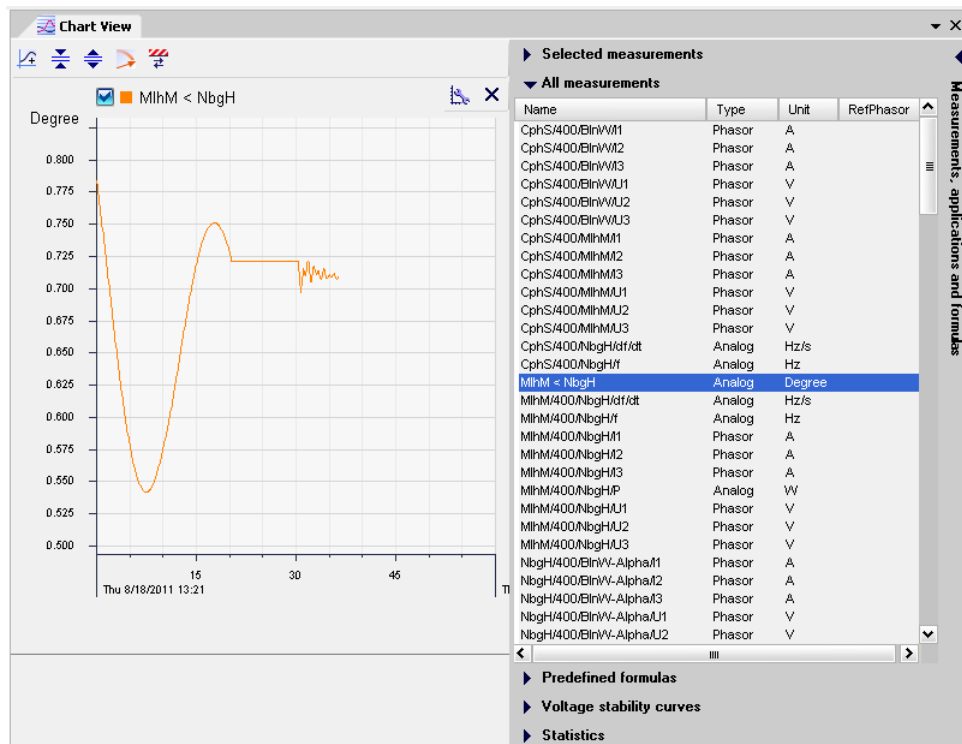 Chart View
MlhM < NbgH
Degree
0.800
0.775
0.750
0.725
0.700
0.675
0.650
0.625
0.600
0.575
0.550
0.525
0.500
15 30 45
Thu 8/18/2011 13:21
Selected measurements
All measurements
Name Type Unit RefPhasor
CphS/400/BlnW/I1 Phasor A
CphS/400/BlnW/I2 Phasor A
CphS/400/BlnW/I3 Phasor A
CphS/400/BlnW/U1 Phasor V
CphS/400/BlnW/U2 Phasor V
CphS/400/BlnW/U3 Phasor V
CphS/400/MlhM/I1 Phasor A
CphS/400/MlhM/I2 Phasor A
CphS/400/MlhM/I3 Phasor A
CphS/400/MlhM/U1 Phasor V
CphS/400/MlhM/U2 Phasor V
CphS/400/MlhM/U3 Phasor V
CphS/400/NbgH/df/dt Analog Hz/s
CphS/400/NbgH/f Analog Hz
MlhM < NbgH Analog Degree
MlhM/400/NbgH/df/dt Analog Hz/s
MlhM/400/NbgH/f Analog Hz
MlhM/400/NbgH/I1 Phasor A
MlhM/400/NbgH/I2 Phasor A
MlhM/400/NbgH/I3 Phasor A
MlhM/400/NbgH/P Analog W
MlhM/400/NbgH/U1 Phasor V
MlhM/400/NbgH/U2 Phasor V
MlhM/400/NbgH/U3 Phasor V
NbgH/400/BlnW-Alpha/I1 Phasor A
NbgH/400/BlnW-Alpha/I2 Phasor A
NbgH/400/BlnW-Alpha/I3 Phasor A
NbgH/400/BlnW-Alpha/U1 Phasor V
NbgH/400/BlnW-Alpha/U2 Phasor V
Predefined formulas
Voltage stability curves
Statistics
Measurements, applications and formulas